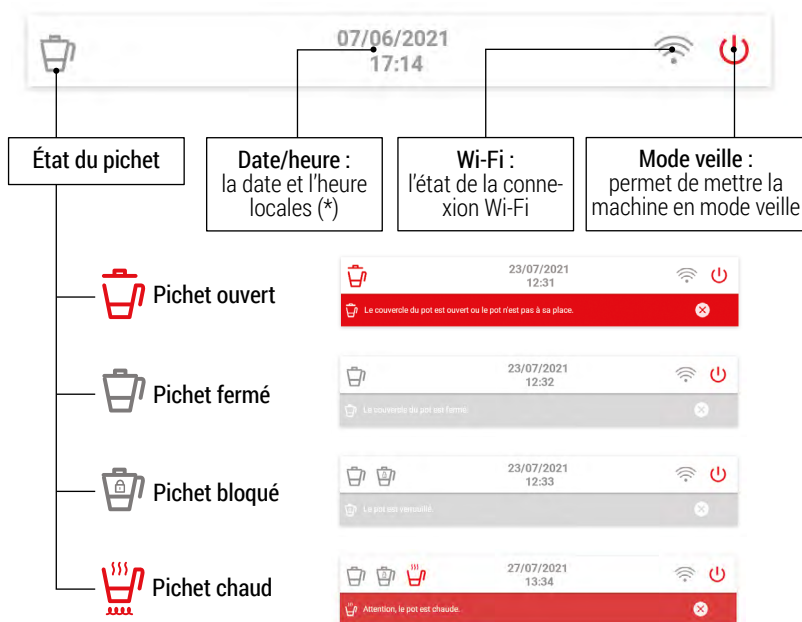 07/06/2021
17:14
État du pichet
Date/heure :
la date et l'heure
locales (*)
Wi-Fi :
l'état de la conne-
xion Wi-Fi
Mode veille :
permet de mettre la
machine en mode veille
Pichet ouvert
23/07/2021
12:31
Le couvercle du pot est ouvert ou le pot n'est pas à sa place.
Pichet fermé
23/07/2021
12:32
Le couvercle du pot est fermé.
Pichet bloqué
23/07/2021
12:33
Le pot est verrouillé.
Pichet chaud
27/07/2021
13:34
Attention, le pot est chaude.